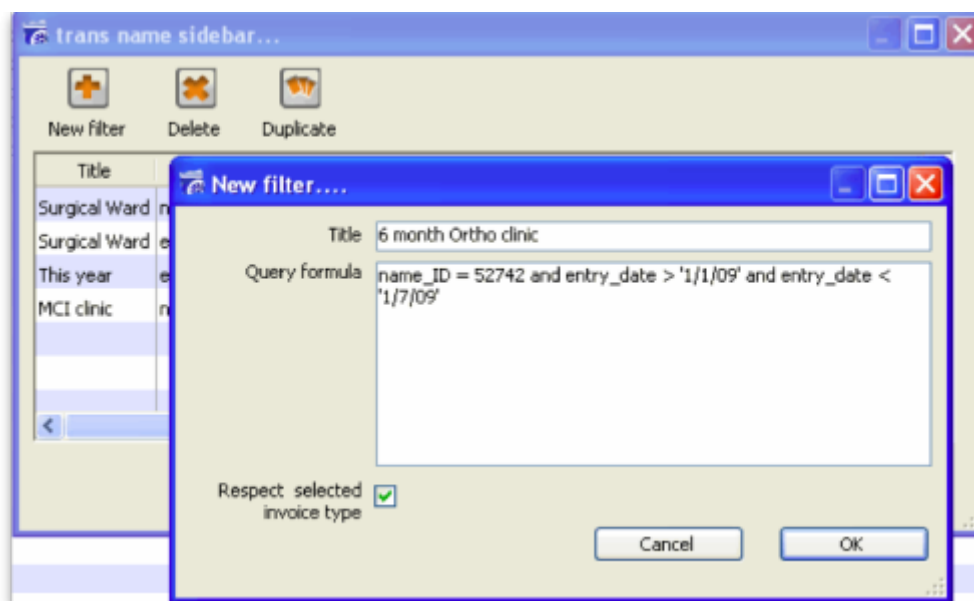 trans name sidebar...
New filter Delete Duplicate
Title
Surgical Ward n
Surgical Ward e
This year e
MCI clinic n
New filter....
Title 6 month Ortho clinic
Query formula name_ID = 52742 and entry_date > '1/1/09' and entry_date <
'1/7/09'
Respect selected
invoice type
Cancel OK